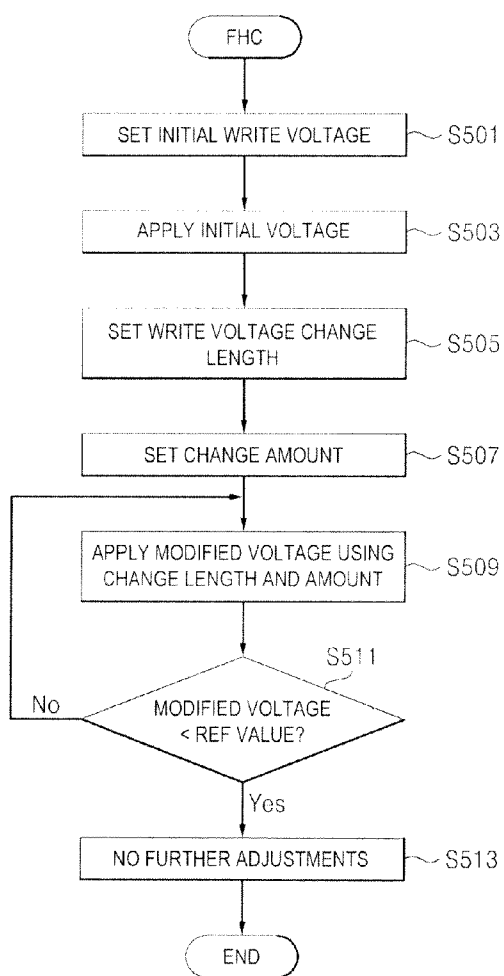 FHC
SET INITIAL WRITE VOLTAGE
S501
APPLY INITIAL VOLTAGE
S503
SET WRITE VOLTAGE CHANGE
LENGTH
S505
SET CHANGE AMOUNT
S507
APPLY MODIFIED VOLTAGE USING
CHANGE LENGTH AND AMOUNT
S509
S511
MODIFIED VOLTAGE
< REF VALUE?
No
Yes
NO FURTHER ADJUSTMENTS
S513
END